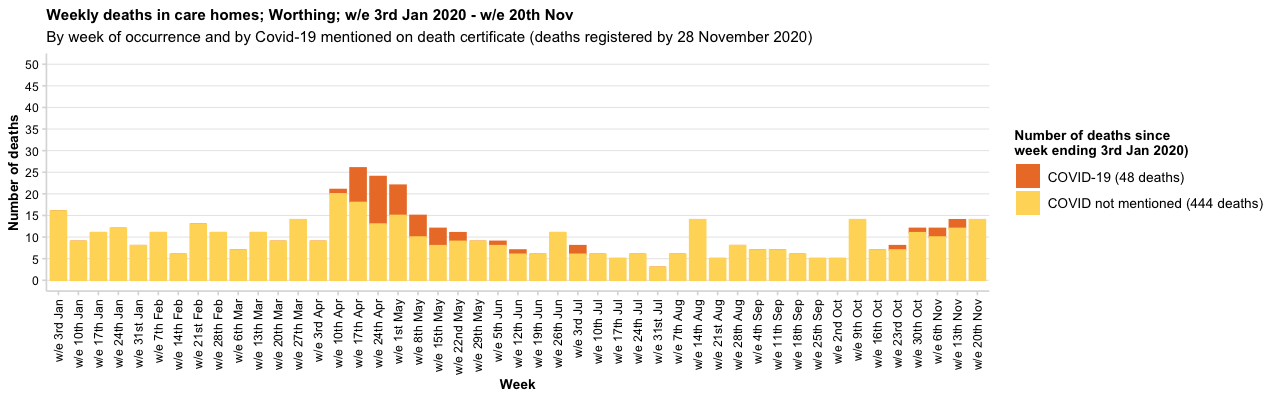 Weekly deaths in care homes; Worthing; w/e 3rd Jan 2020 - w/e 20th Nov
By week of occurrence and by Covid-19 mentioned on death certificate (deaths registered by 28 November 2020)
Number of deaths
50
45
40
35
30
25
20
15
10
5
0
w/e 3rd Jan
w/e 10th Jan
w/e 17th Jan
w/e 24th Jan
w/e 31st Jan
w/e 7th Feb
w/e 14th Feb
w/e 21st Feb
w/e 28th Feb
w/e 6th Mar
w/e 13th Mar
w/e 20th Mar
w/e 27th Mar
w/e 3rd Apr
w/e 10th Apr
w/e 17th Apr
w/e 24th Apr
w/e 1st May
w/e 8th May
w/e 15th May
w/e 22nd May
w/e 29th May
w/e 5th Jun
w/e 12th Jun
w/e 19th Jun
w/e 26th Jun
w/e 3rd Jul
w/e 10th Jul
w/e 17th Jul
w/e 24th Jul
w/e 31st Jul
w/e 7th Aug
w/e 14th Aug
w/e 21st Aug
w/e 28th Aug
w/e 4th Sep
w/e 11th Sep
w/e 18th Sep
w/e 25th Sep
w/e 2nd Oct
w/e 9th Oct
w/e 16th Oct
w/e 23rd Oct
w/e 30th Oct
w/e 6th Nov
w/e 13th Nov
w/e 20th Nov
Week
Number of deaths since
week ending 3rd Jan 2020)
COVID-19 (48 deaths)
COVID not mentioned (444 deaths)